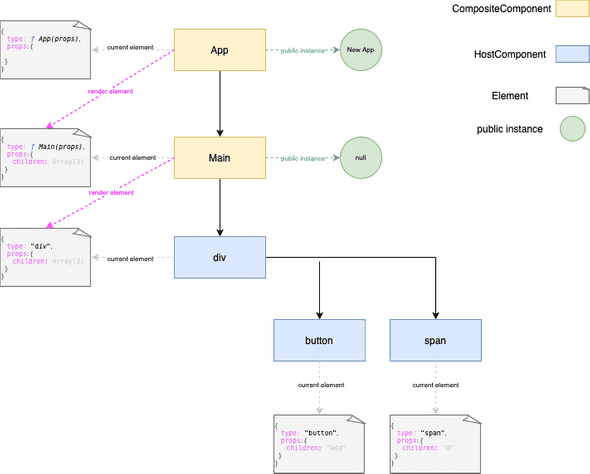 CompositeComponent
{
type: ƒ App(props),
props:{
}
}
current element
App
public instance
New App
HostComponent
render element
Element
public instance
{
type: ƒ Main(props),
props:{
children: Array(2)
}
}
current element
Main
public instance
null
render element
{
type: "div",
props:{
children: Array(2)
}
}
current element
div
button
span
current element
current element
{
type: "button",
props:{
children: "add"
}
}
{
type: "span",
props:{
children: "0"
}
}